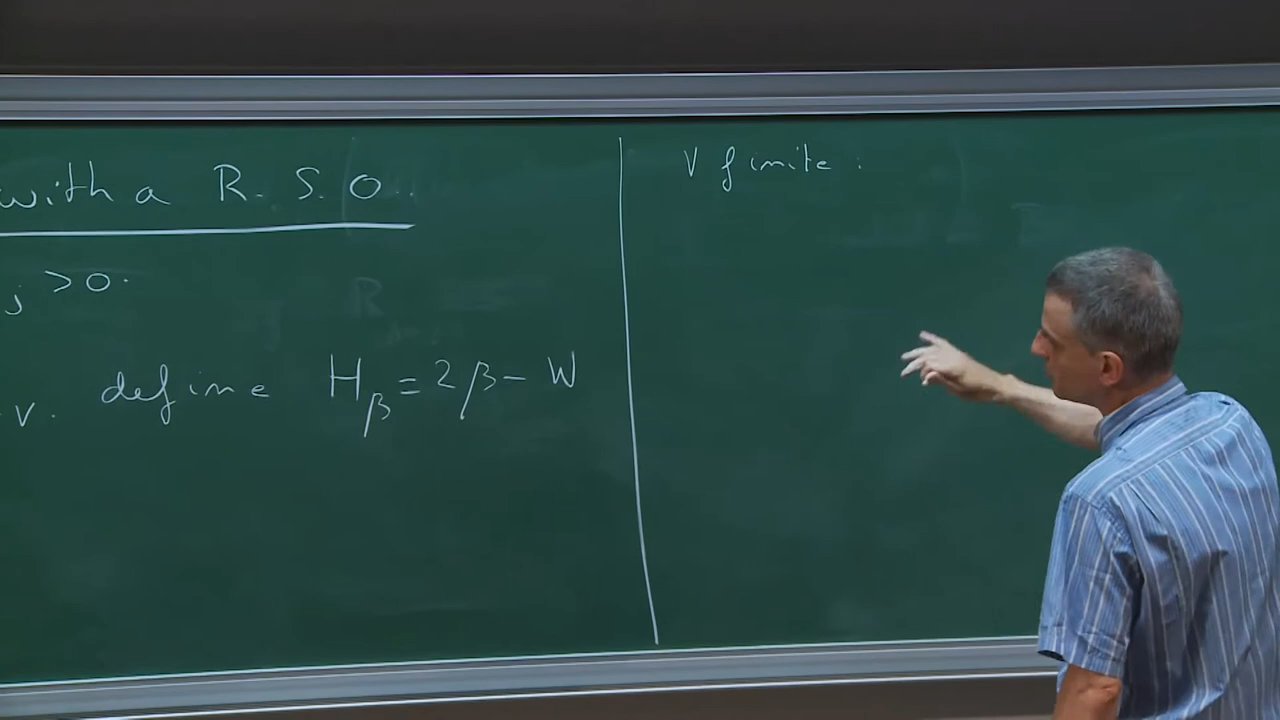 with a R. S. O.
j >0.
V. define H_β = 2β - W
V finite :